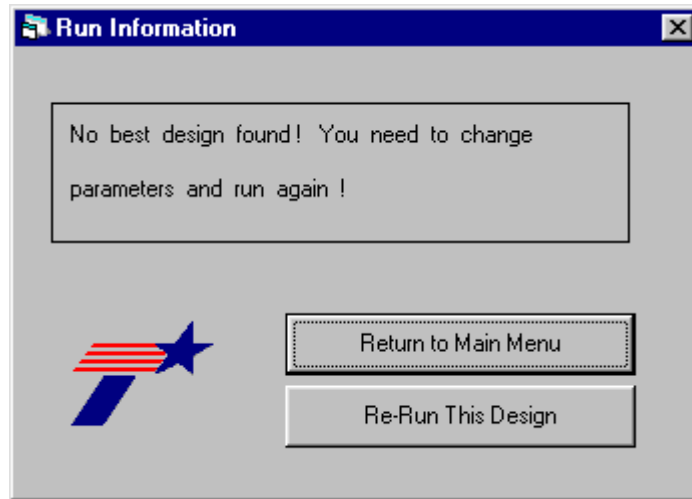 Run Information
No best design found! You need to change
parameters and run again !
Return to Main Menu
Re-Run This Design